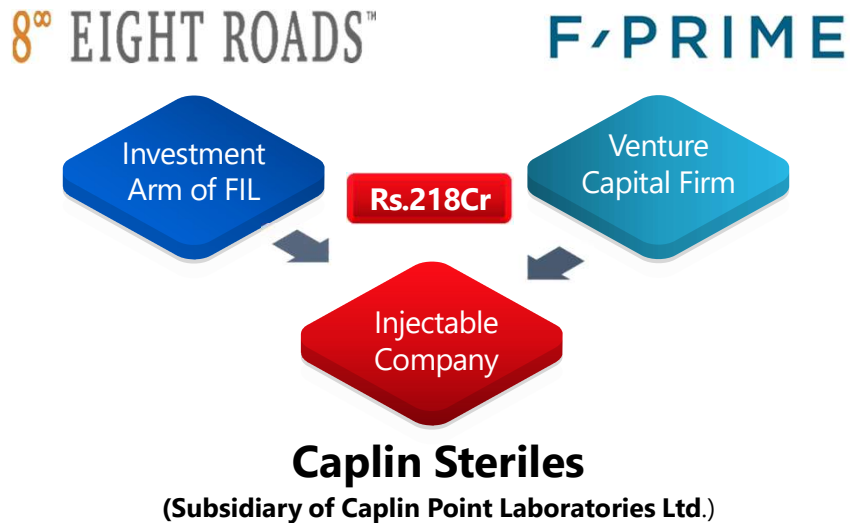 8∞ EIGHT ROADS™
F-PRIME
Investment
Arm of FIL
Rs.218Cr
Venture
Capital Firm
Injectable
Company
Caplin Steriles
(Subsidiary of Caplin Point Laboratories Ltd.)